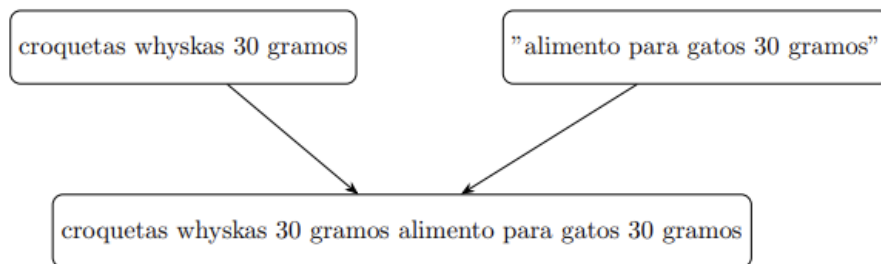 croquetas whyskas 30 gramos
”alimento para gatos 30 gramos”
croquetas whyskas 30 gramos alimento para gatos 30 gramos